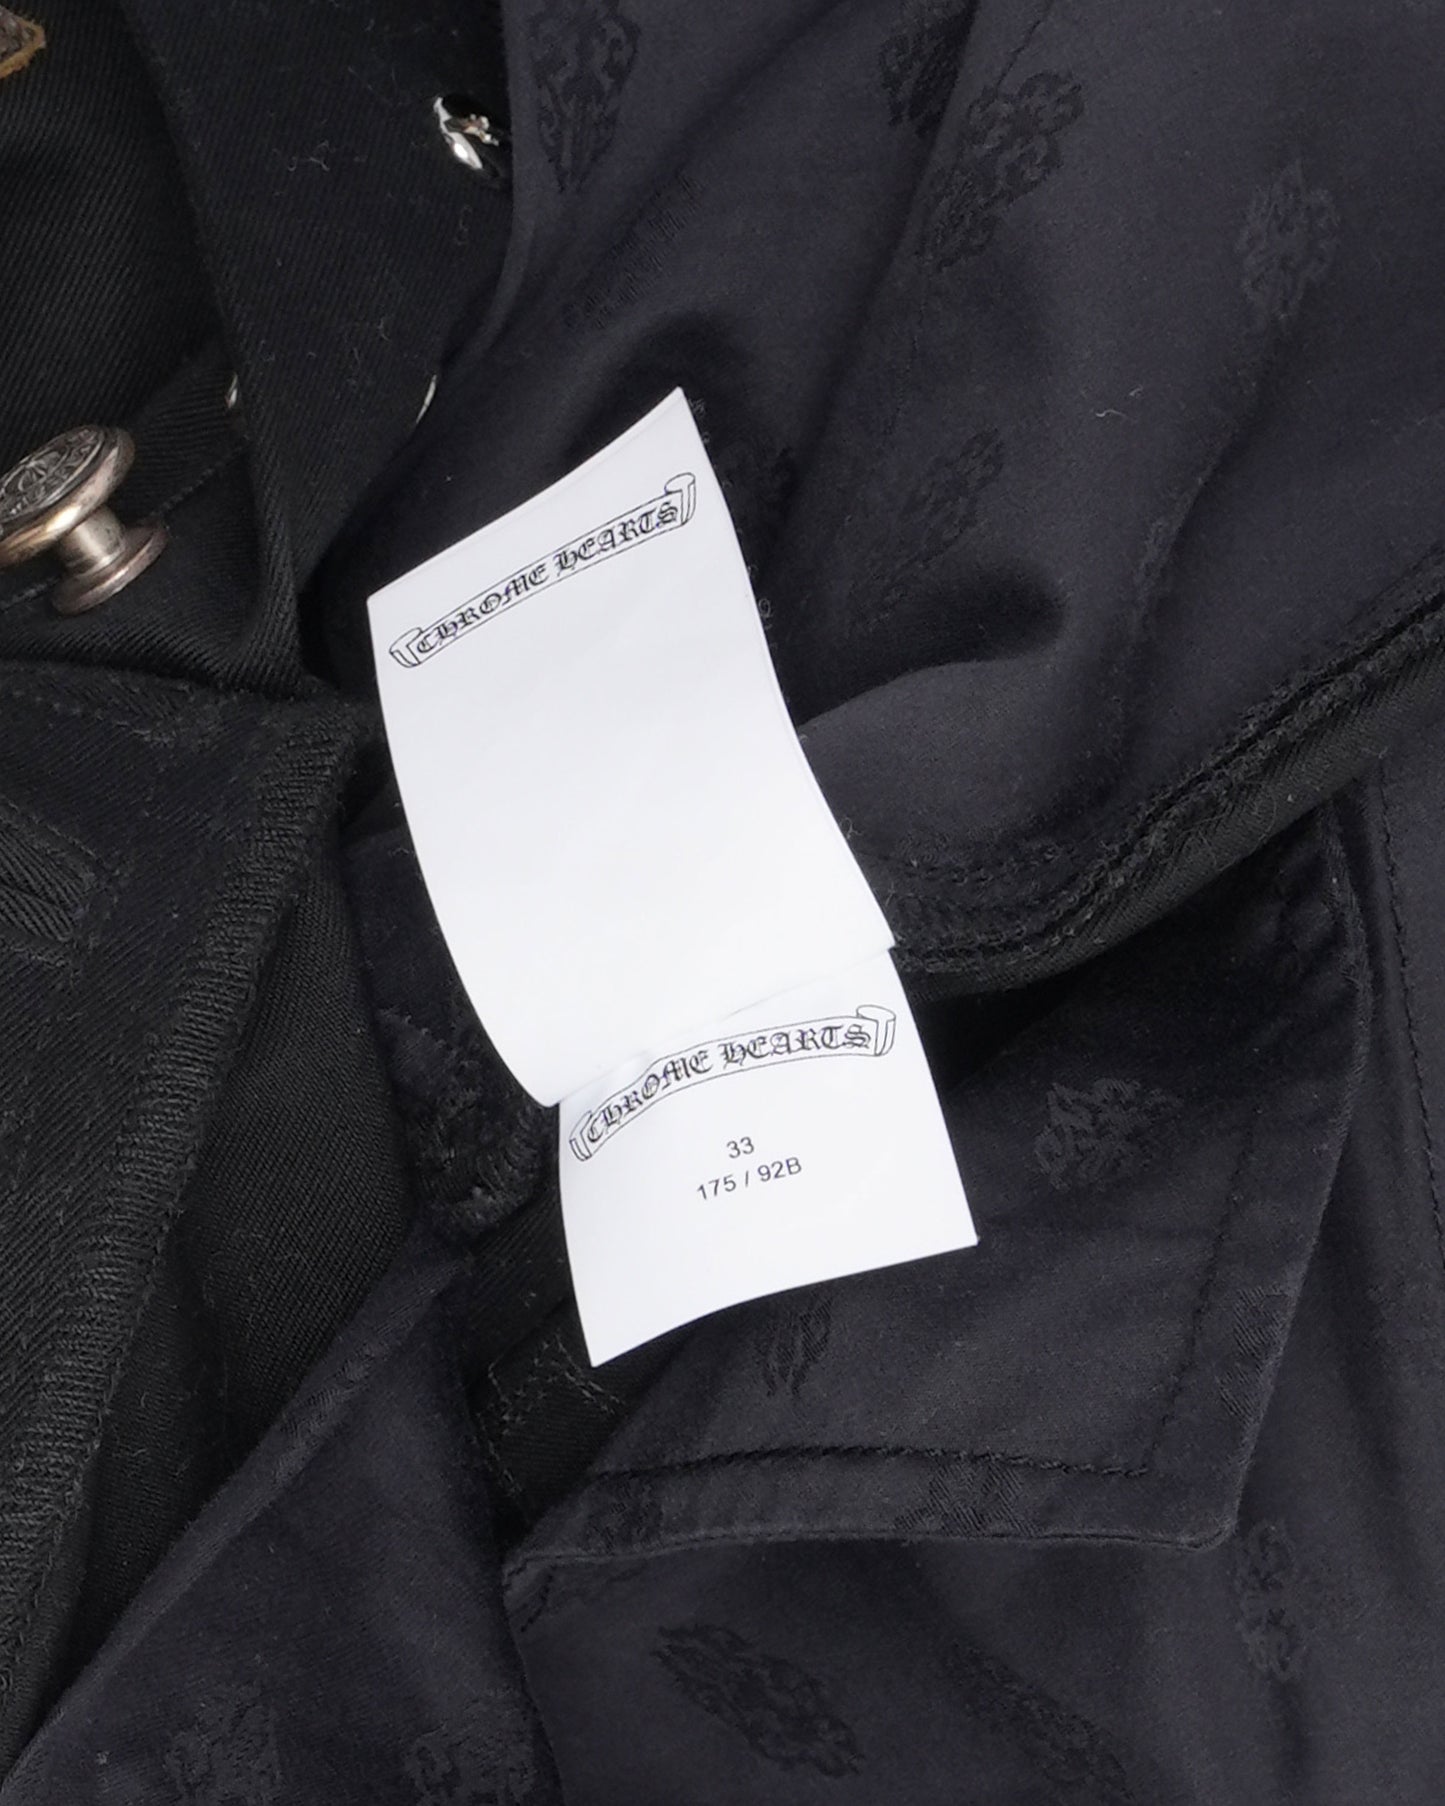 CHROME HEARTS
CHROME HEARTS
33
175 / 92B